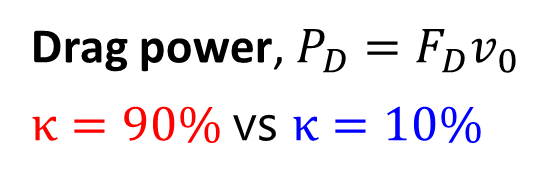 Drag power, P_D = F_D v_0
κ = 90% vs κ = 10%